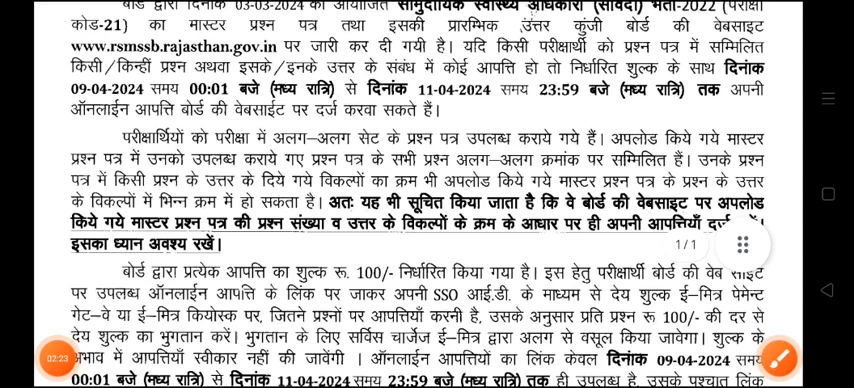 बोर्ड द्वारा दिनांक 03-03-2024 को आयोजित सामुदायिक स्वास्थ्य अधिकारी (संविदा) भर्ती-2022 (परीक्षा
कोड-21) का मास्टर प्रश्न पत्र तथा इसकी प्रारम्भिक उत्तर कुंजी बोर्ड की वेबसाइट
www.rsmssb.rajasthan.gov.in पर जारी कर दी गयी है। यदि किसी परीक्षार्थी को प्रश्न पत्र में सम्मिलित
किसी/किन्हीं प्रश्न अथवा इसके/इनके उत्तर के संबंध में कोई आपत्ति हो तो निर्धारित शुल्क के साथ दिनांक
09-04-2024 समय 00:01 बजे (मध्य रात्रि) से दिनांक 11-04-2024 समय 23:59 बजे (मध्य रात्रि) तक अपनी
ऑनलाईन आपत्ति बोर्ड की वेबसाइट पर दर्ज करवा सकते हैं।
परीक्षार्थियों को परीक्षा में अलग–अलग सेट के प्रश्न पत्र उपलब्ध कराये गये हैं। अपलोड किये गये मास्टर
प्रश्न पत्र में उनको उपलब्ध कराये गए प्रश्न पत्र के सभी प्रश्न अलग–अलग क्रमांक पर सम्मिलित हैं। उनके प्रश्न
पत्र में किसी प्रश्न के उत्तर के दिये गये विकल्पों का क्रम भी अपलोड किये गये मास्टर प्रश्न पत्र के प्रश्न के उत्तर
के विकल्पों में भिन्न क्रम में हो सकता है। अतः यह भी सूचित किया जाता है कि वे बोर्ड की वेबसाइट पर अपलोड
किये गये मास्टर प्रश्न पत्र की प्रश्न संख्या व उत्तर के विकल्पों के क्रम के आधार पर ही अपनी आपत्तियाँ दर्ज
इसका ध्यान अवश्य रखें।
1/1
बोर्ड द्वारा प्रत्येक आपत्ति का शुल्क रू. 100/- निर्धारित किया गया है। इस हेतु परीक्षार्थी बोर्ड की वेब साईट
पर उपलब्ध ऑनलाईन आपत्ति के लिंक पर जाकर अपनी SSO आई.डी. के माध्यम से देय शुल्क ई–मित्र पेमेन्ट
गेट–वे या ई–मित्र कियोस्क पर, जितने प्रश्नों पर आपत्तियाँ करनी है, उसके अनुसार प्रति प्रश्न रू 100/- की दर से
देय शुल्क का भुगतान करें। भुगतान के लिए सर्विस चार्जेज ई–मित्र द्वारा अलग से वसूल किया जावेगा। शुल्क के
02:23
अभाव में आपत्तियाँ स्वीकार नहीं की जावेंगी । ऑनलाईन आपत्तियों का लिंक केवल दिनांक 09-04-2024 समय
00:01 बजे (मध्य रात्रि) से दिनांक 11-04-2024 समय 23:59 बजे (मध्य रात्रि) तक ही उपलब्ध है, उसके पश्चात लिंक